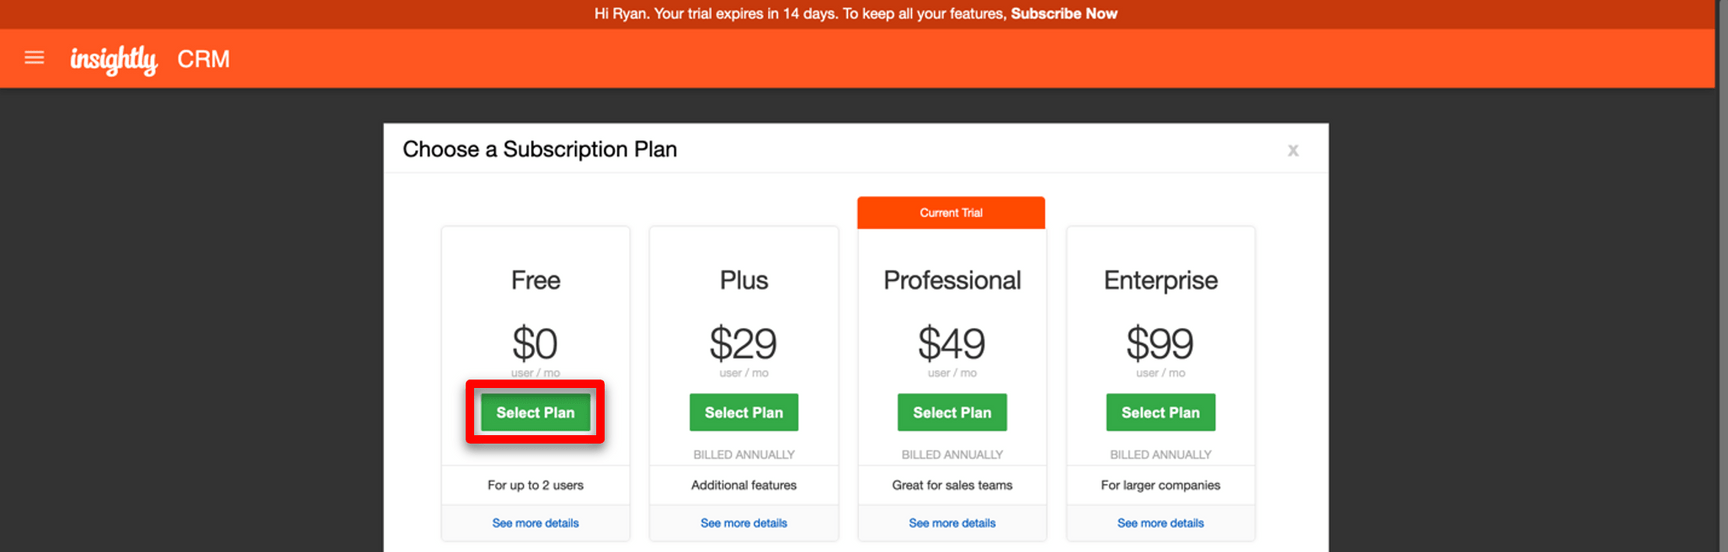 Hi Ryan. Your trial expires in 14 days. To keep all your features, Subscribe Now
insightly CRM
Choose a Subscription Plan
x
Current Trial
Free
Plus
Professional
Enterprise
$0
$29
$49
$99
user / mo
user / mo
user / mo
user / mo
Select Plan
Select Plan
Select Plan
Select Plan
BILLED ANNUALLY
BILLED ANNUALLY
BILLED ANNUALLY
For up to 2 users
Additional features
Great for sales teams
For larger companies
See more details
See more details
See more details
See more details